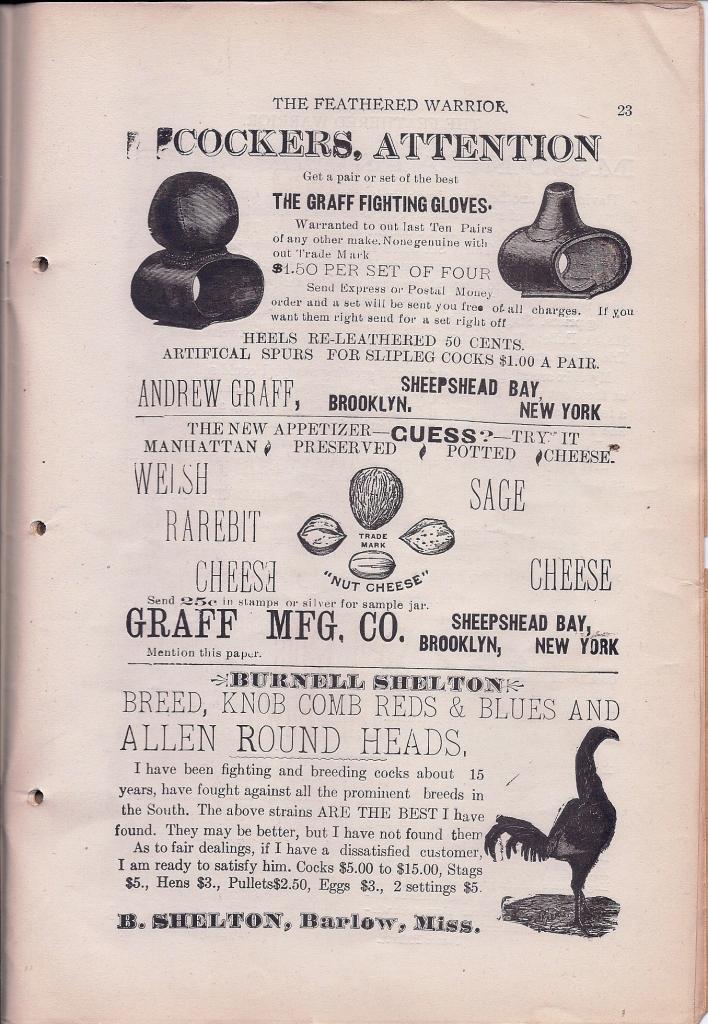 THE FEATHERED WARRIOR.
23
COCKERS, ATTENTION
Get a pair or set of the best
THE GRAFF FIGHTING GLOVES.
Warranted to out last Ten Pairs
of any other make. None genuine with
out Trade Mark
$1.50 PER SET OF FOUR
Send Express or Postal Money
order and a set will be sent you free of all charges. If you
want them right send for a set right off
HEELS RE-LEATHERED 50 CENTS.
ARTIFICAL SPURS FOR SLIPLEG COCKS $1.00 A PAIR.
ANDREW GRAFF, SHEEPSHEAD BAY,
BROOKLYN. NEW YORK
THE NEW APPETIZER—GUESS?—TRY IT
MANHATTAN PRESERVED POTTED CHEESE.
WELSH
RAREBIT
CHEESE
SAGE
CHEESE
TRADE
MARK
"NUT CHEESE"
Send 25c in stamps or silver for sample jar.
GRAFF MFG. CO. SHEEPSHEAD BAY,
BROOKLYN, NEW YORK
Mention this paper.
BURNELL SHELTON
BREED, KNOB COMB REDS & BLUES AND
ALLEN ROUND HEADS,
I have been fighting and breeding cocks about 15
years, have fought against all the prominent breeds in
the South. The above strains ARE THE BEST I have
found. They may be better, but I have not found them
As to fair dealings, if I have a dissatisfied customer,
I am ready to satisfy him. Cocks $5.00 to $15.00, Stags
$5., Hens $3., Pullets $2.50, Eggs $3., 2 settings $5.
B. SHELTON, Barlow, Miss.